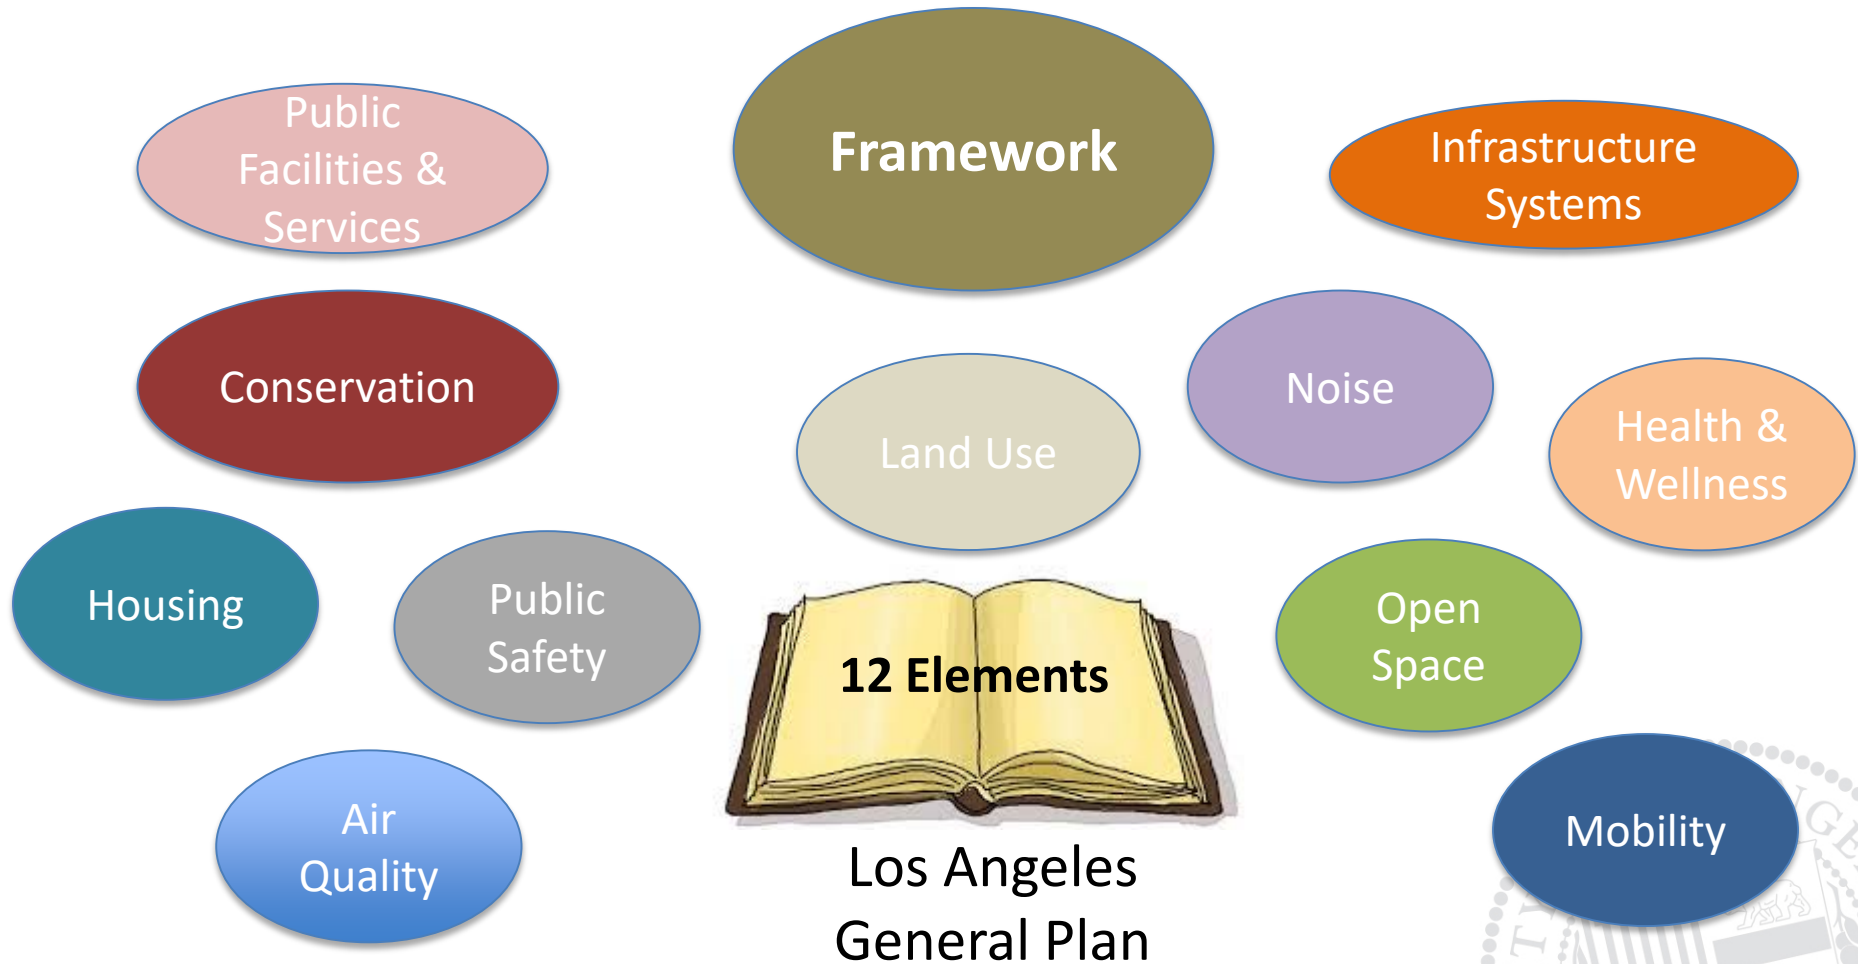 Public
Facilities &
Services
Framework
Infrastructure
Systems
Conservation
Land Use
Noise
Health &
Wellness
Housing
Public
Safety
12 Elements
Open
Space
Air
Quality
Mobility
Los Angeles
General Plan